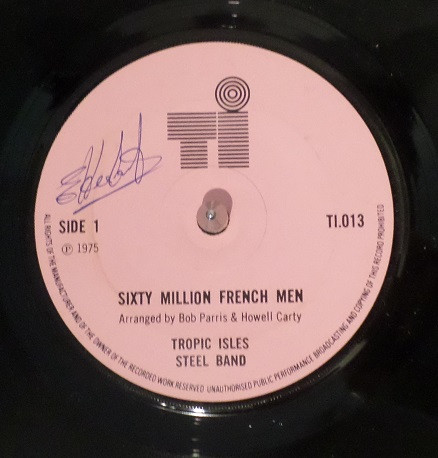 TI
SIDE 1
TI.013
℗ 1975
SIXTY MILLION FRENCH MEN
Arranged by Bob Parris & Howell Carty
TROPIC ISLES
STEEL BAND
ALL RIGHTS OF THE MANUFACTURER AND OF THE OWNER OF THE RECORDED WORK RESERVED. UNAUTHORISED PUBLIC PERFORMANCE BROADCASTING AND COPYING OF THIS RECORD PROHIBITED